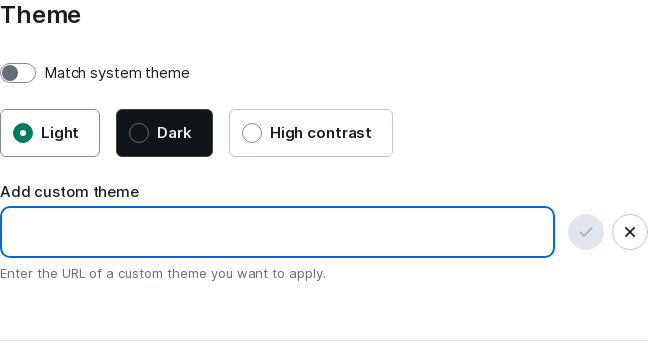 Theme
Match system theme
Light
Dark
High contrast
Add custom theme
Enter the URL of a custom theme you want to apply.